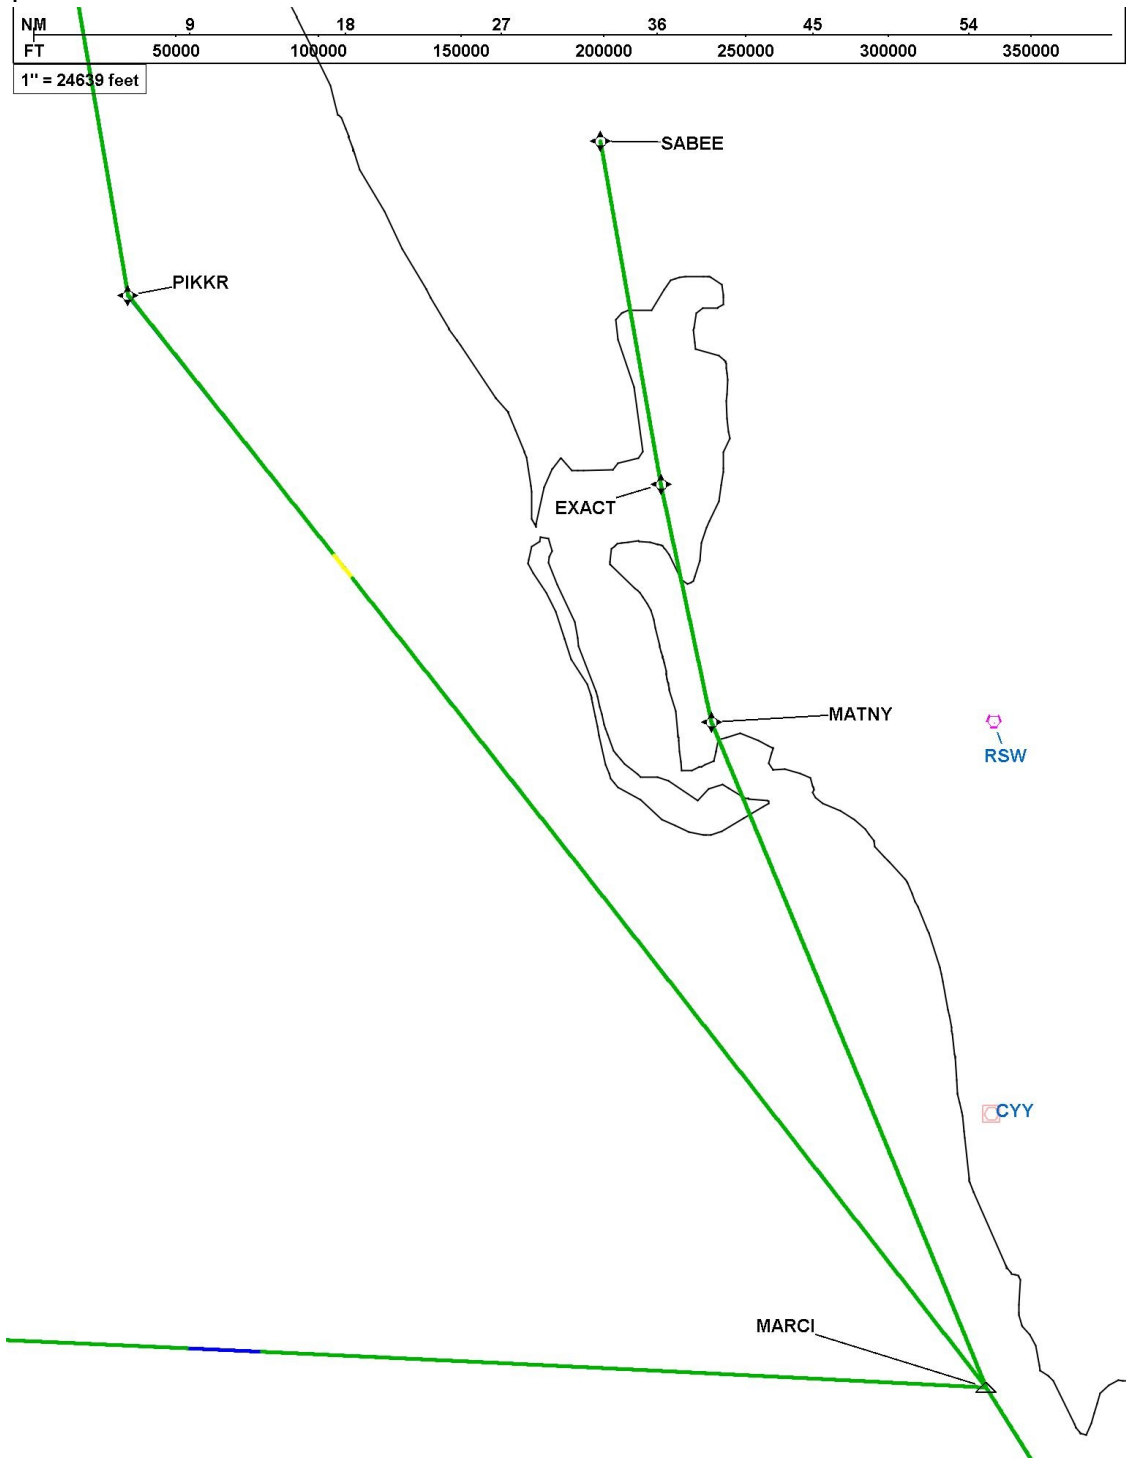 NM 9 18 27 36 45 54
FT 50000 100000 150000 200000 250000 300000 350000
1" = 24639 feet
SABEE
PIKKR
EXACT
MATNY
RSW
CYY
MARCI